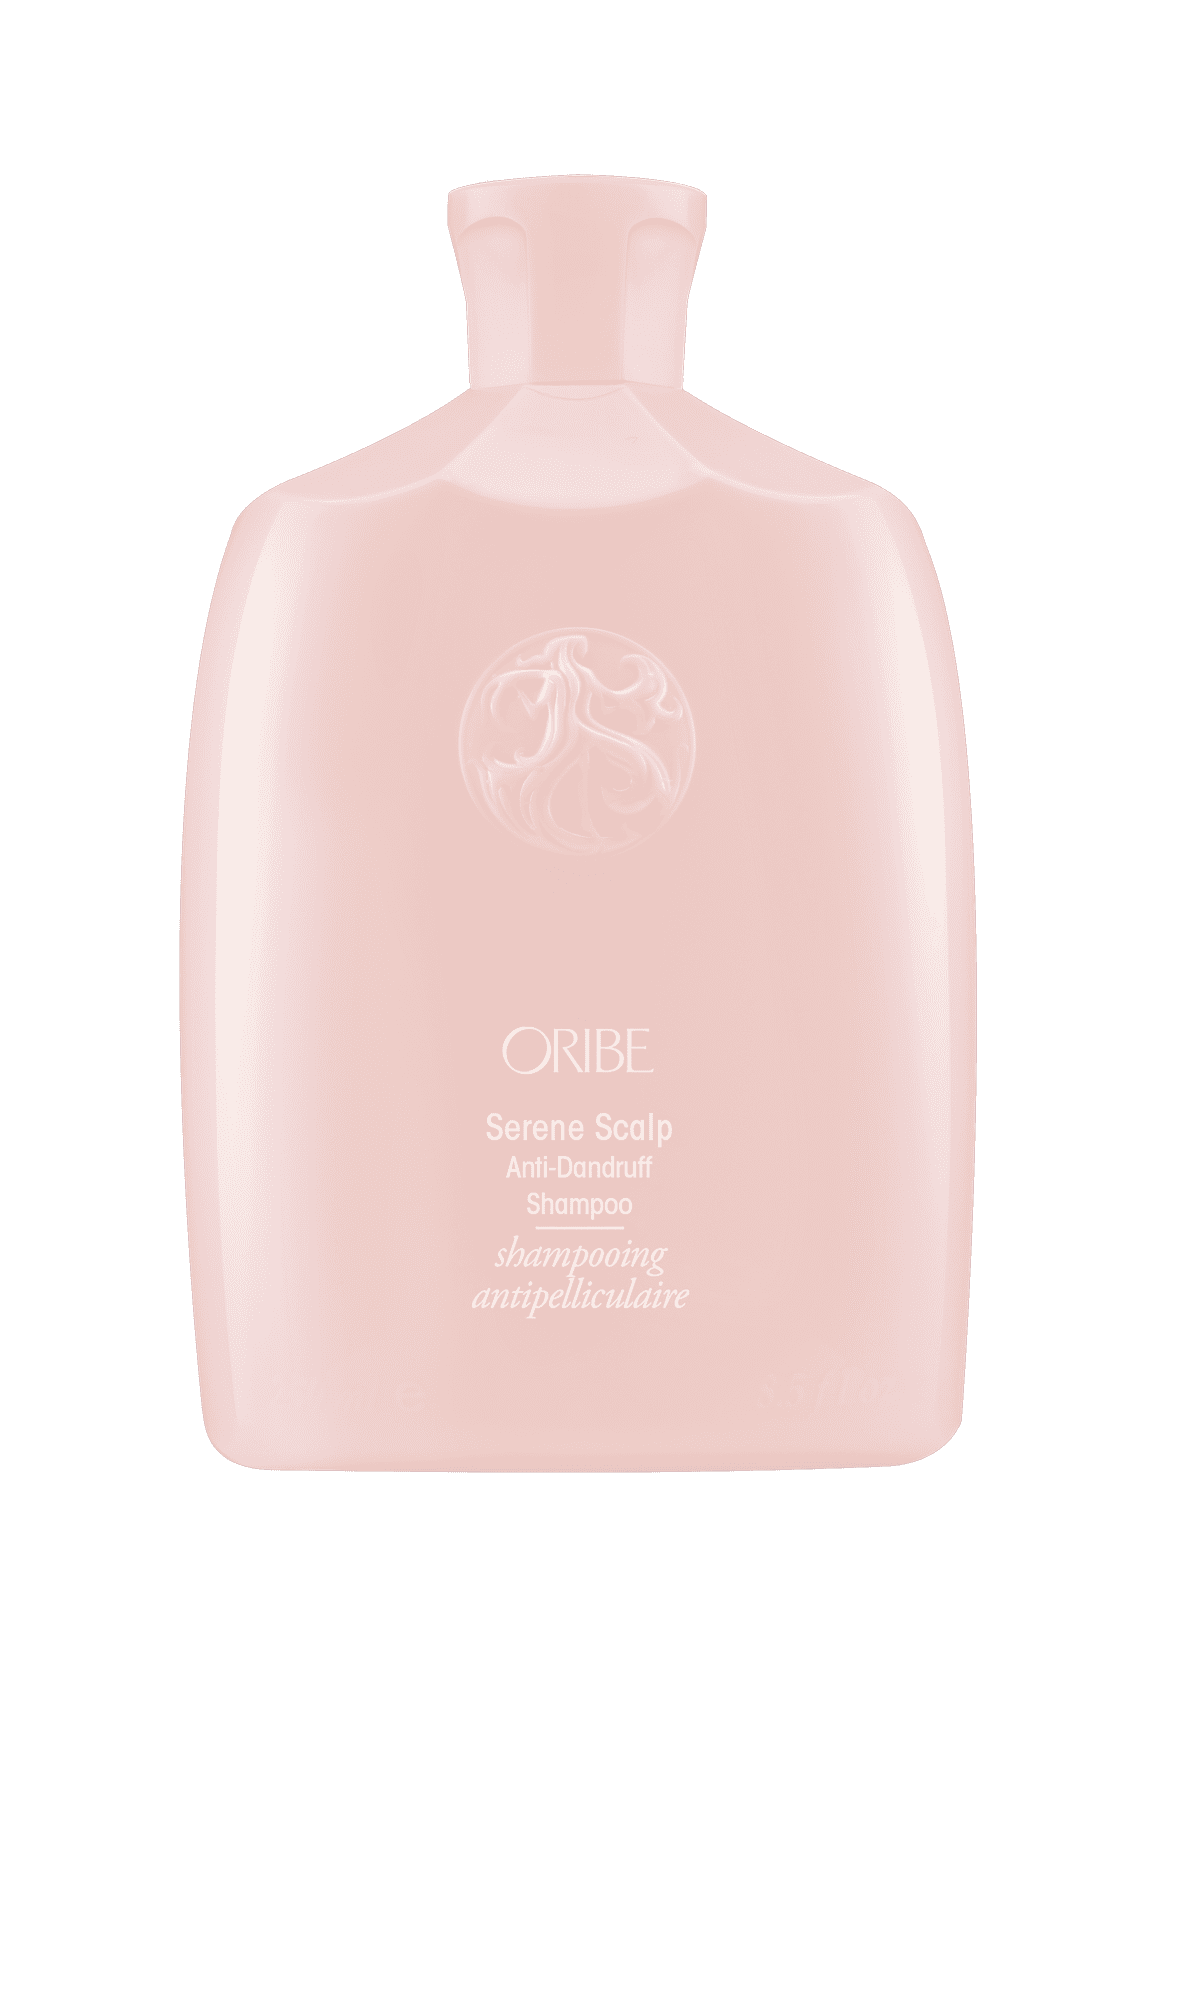 ORIBE
Serene Scalp
Anti-Dandruff
Shampoo
shampooing
antipelliculaire